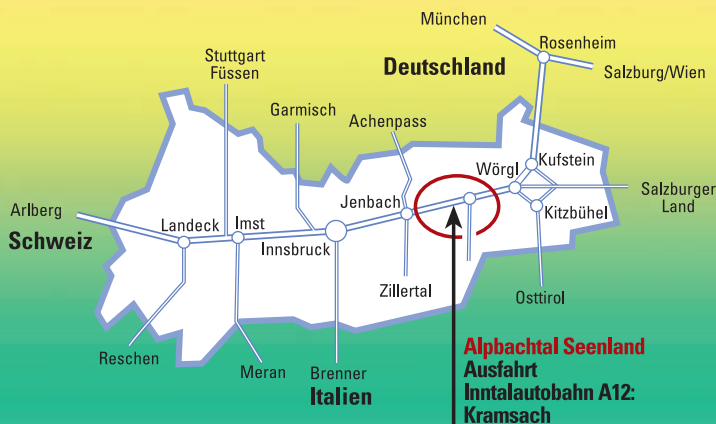 München
Rosenheim
Stuttgart
Füssen
Deutschland
Salzburg/Wien
Garmisch
Achenpass
Wörgl
Kufstein
Jenbach
Salzburger
Land
Arlberg
Landeck
Imst
Kitzbühel
Schweiz
Innsbruck
Zillertal
Osttirol
Reschen
Meran
Brenner
Italien
Alpbachtal Seenland
Ausfahrt
Inntalautobahn A12:
Kramsach